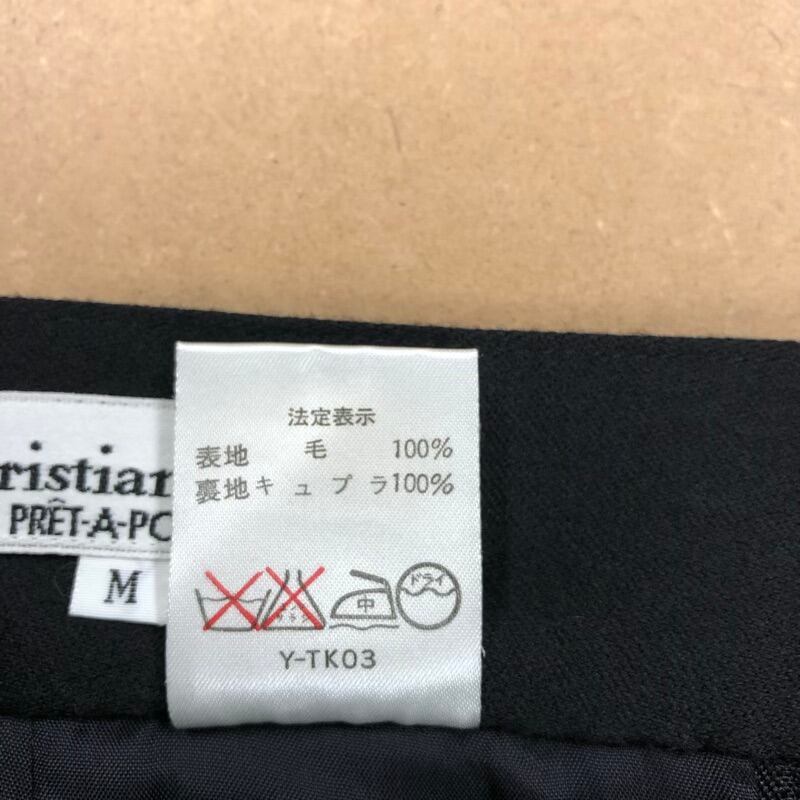 法定表示
表地 毛 100%
裏地キュプラ100%
中
ドライ
Y-TK03
ristian
PRÊT-A-PO
M